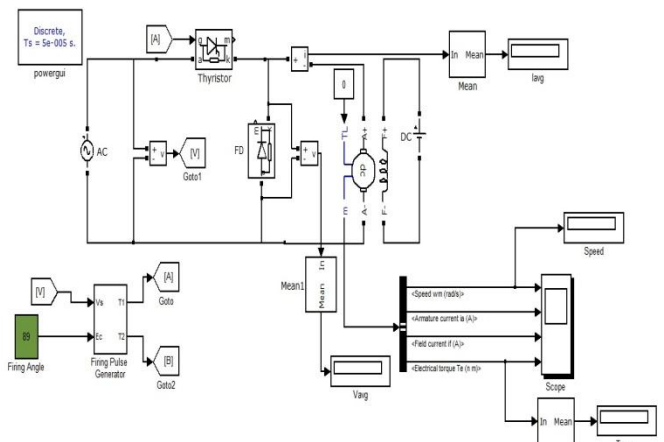 Discrete,
Ts = 5e-005 s.
powergui
[A]
g m
a k
Thyristor
+ i
-
In Mean
Mean
Iavg
0
AC
+ v
-
[V]
Goto1
FD
+ v
-
TL
m
A+
A-
F+
F-
DC
Speed
In
Mean
Mean1
Vavg
<Speed wm (rad/s)>
<Armature current ia (A)>
<Field current if (A)>
<Electrical torque Te (n m)>
Scope
[V]
89
Firing Angle
Vs
Ec
T1
T2
Firing Pulse
Generator
[A]
Goto
[B]
Goto2
In Mean